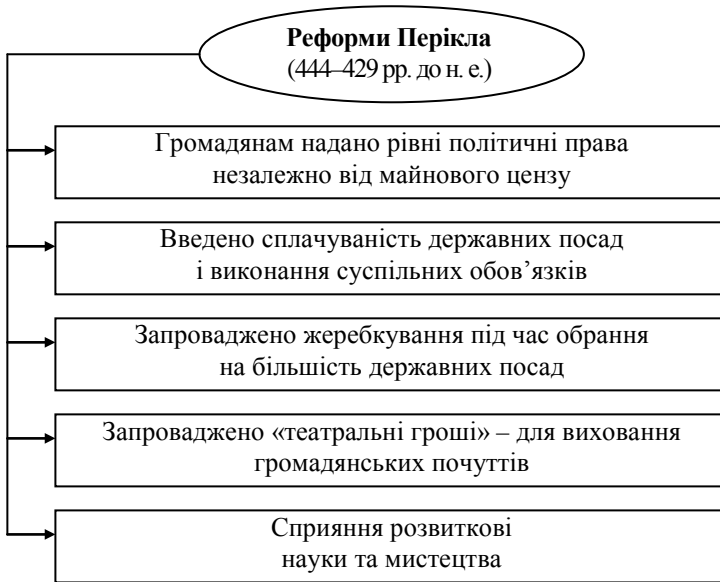 Реформи Перікла
(444–429 рр. до н. е.)
Громадянам надано рівні політичні права
незалежно від майнового цензу
Введено сплачуваність державних посад
і виконання суспільних обов’язків
Запроваджено жеребкування під час обрання
на більшість державних посад
Запроваджено «театральні гроші» – для виховання
громадянських почуттів
Сприяння розвиткові
науки та мистецтва